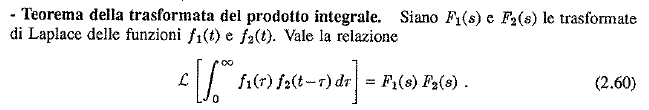 - Teorema della trasformata del prodotto integrale. Siano F₁(s) e F₂(s) le trasformate
di Laplace delle funzioni f₁(t) e f₂(t). Vale la relazione
ℒ [ ∫₀^∞ f₁(τ) f₂(t−τ) dτ ] = F₁(s) F₂(s) . (2.60)